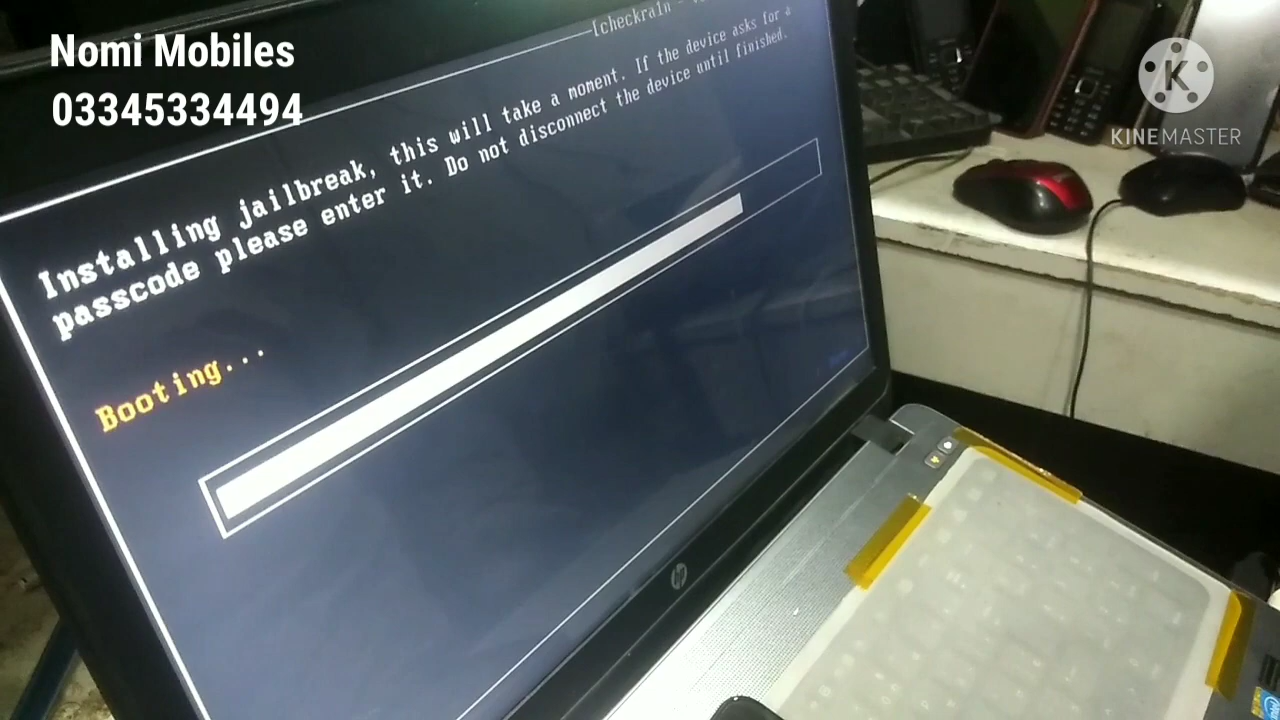 Nomi Mobiles
03345334494
KINEMASTER
[checkra1n -
Installing jailbreak, this will take a moment. If the device asks for a
passcode please enter it. Do not disconnect the device until finished.
Booting...
hp